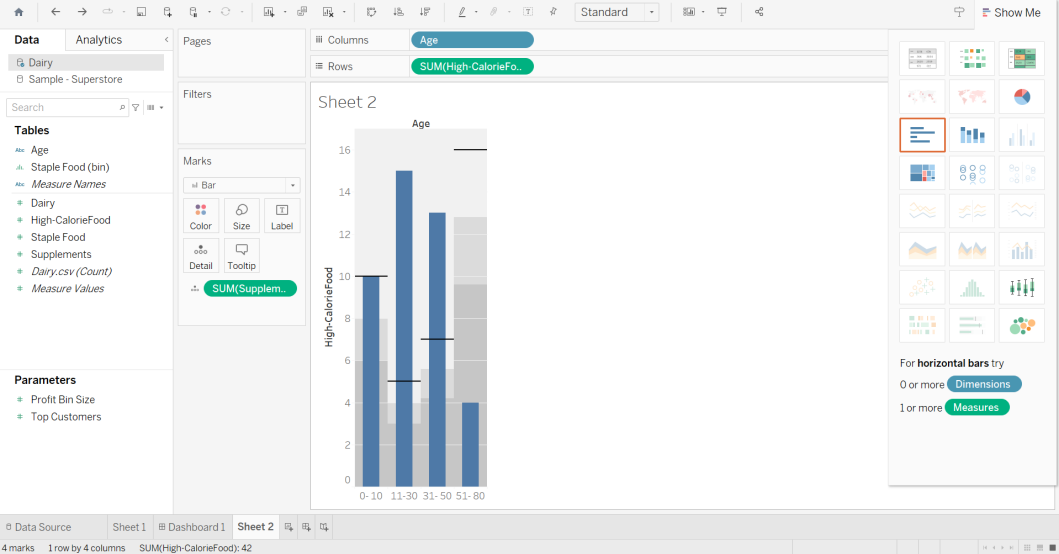 Standard
Show Me
Data
Analytics
Dairy
Sample - Superstore
Search
Tables
Abc Age
Staple Food (bin)
Abc Measure Names
# Dairy
# High-CalorieFood
# Staple Food
# Supplements
# Dairy.csv (Count)
# Measure Values
Parameters
# Profit Bin Size
# Top Customers
Pages
Filters
Marks
Bar
Color
Size
Label
Detail
Tooltip
SUM(Supplem..
Columns
Age
Rows
SUM(High-CalorieFo..
Sheet 2
Age
High-CalorieFood
16
14
12
10
8
6
4
2
0
0- 10 11-30 31- 50 51- 80
For horizontal bars try
0 or more Dimensions
1 or more Measures
Data Source
Sheet 1
Dashboard 1
Sheet 2
4 marks 1 row by 4 columns SUM(High-CalorieFood): 42